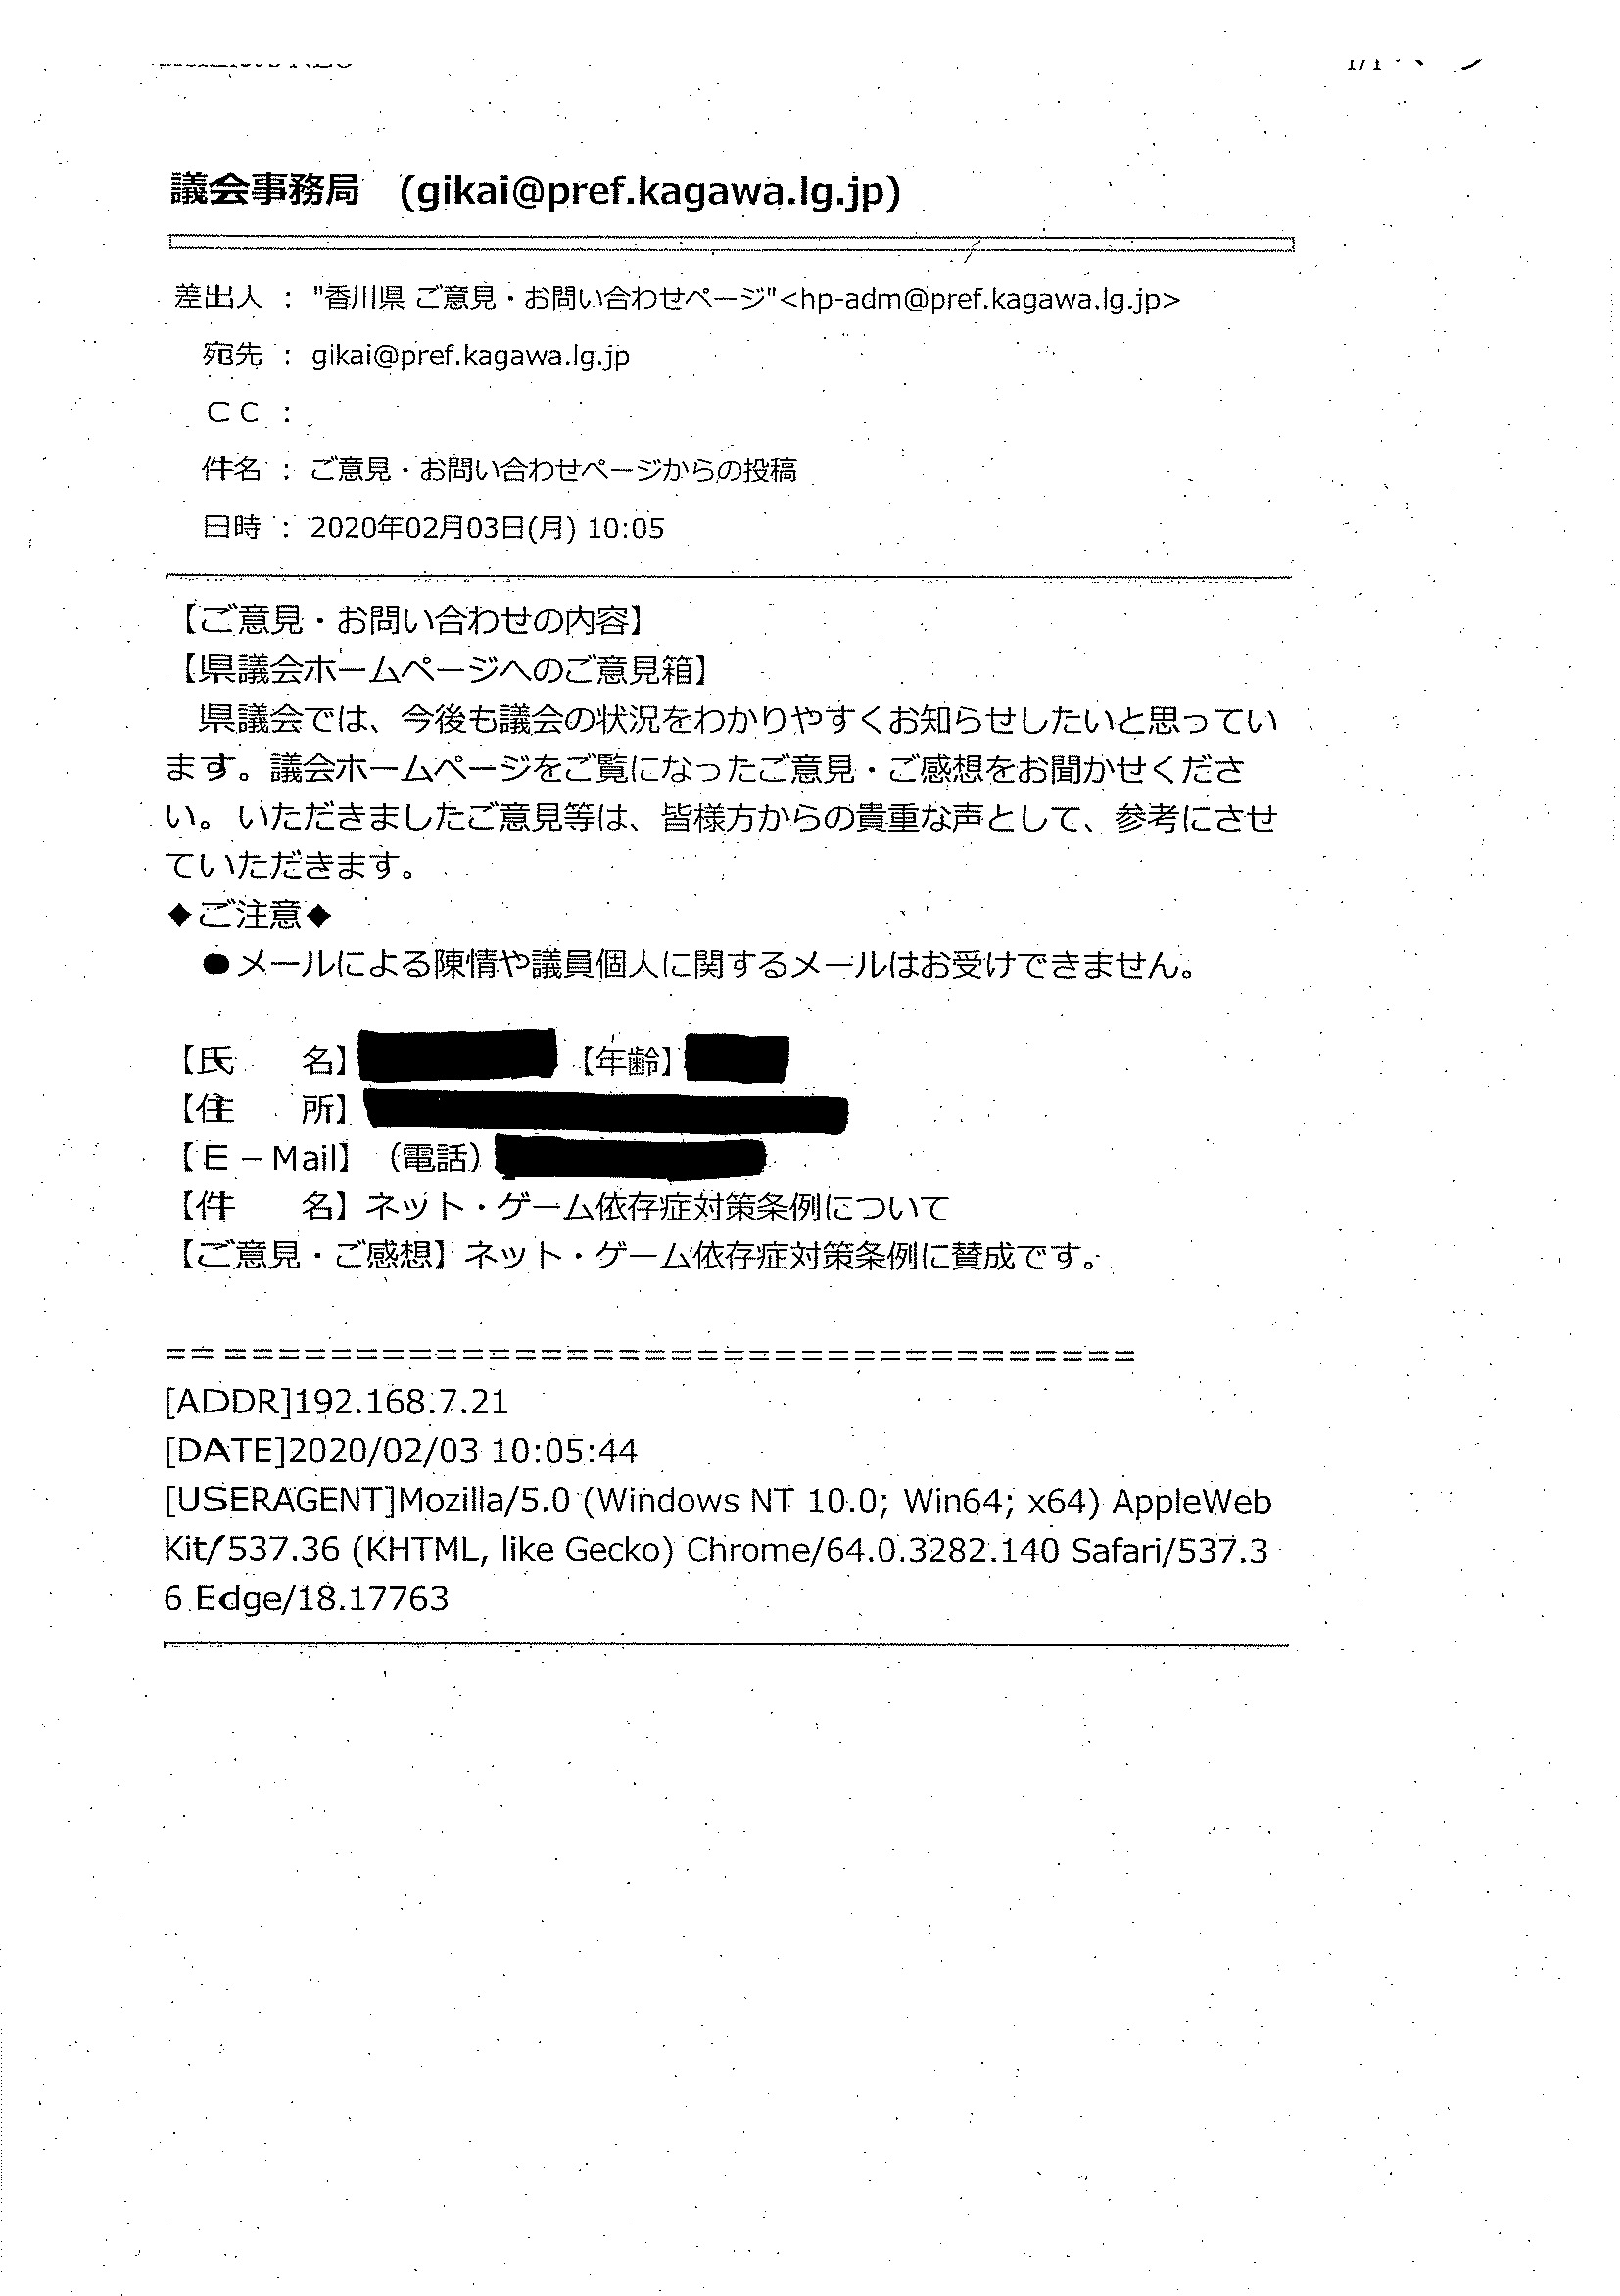 議会事務局 (gikai@pref.kagawa.lg.jp)
差出人 : "香川県 ご意見・お問い合わせページ"<hp-adm@pref.kagawa.lg.jp>
宛先 : gikai@pref.kagawa.lg.jp
ＣＣ :
件名 : ご意見・お問い合わせページからの投稿
日時 : 2020年02月03日(月) 10:05
【ご意見・お問い合わせの内容】
【県議会ホームページへのご意見箱】
　県議会では、今後も議会の状況をわかりやすくお知らせしたいと思ってい
ます。議会ホームページをご覧になったご意見・ご感想をお聞かせくださ
い。いただきましたご意見等は、皆様方からの貴重な声として、参考にさせ
ていただきます。
◆ご注意◆
　●メールによる陳情や議員個人に関するメールはお受けできません。
【氏　　名】 【年齢】
【住　　所】
【Ｅ－Mail】（電話）
【件　　名】ネット・ゲーム依存症対策条例について
【ご意見・ご感想】ネット・ゲーム依存症対策条例に賛成です。
=====================================
[ADDR]192.168.7.21
[DATE]2020/02/03 10:05:44
[USERAGENT]Mozilla/5.0 (Windows NT 10.0; Win64; x64) AppleWeb
Kit/537.36 (KHTML, like Gecko) Chrome/64.0.3282.140 Safari/537.3
6 Edge/18.17763